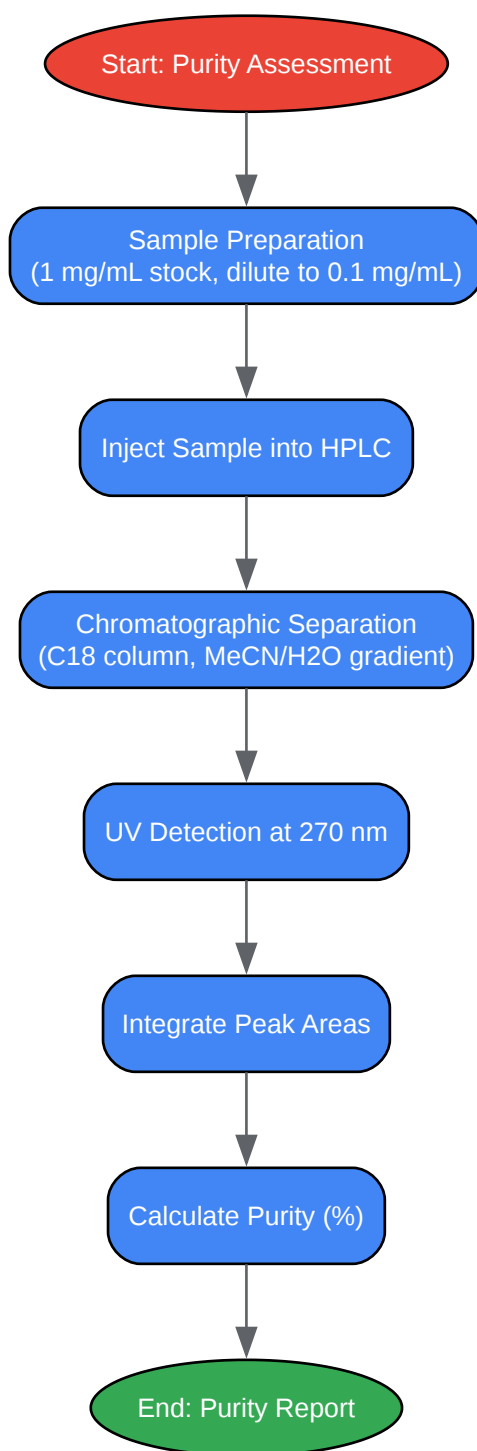 Start: Purity Assessment
Sample Preparation
(1 mg/mL stock, dilute to 0.1 mg/mL)
Inject Sample into HPLC
Chromatographic Separation
(C18 column, MeCN/H2O gradient)
UV Detection at 270 nm
Integrate Peak Areas
Calculate Purity (%)
End: Purity Report